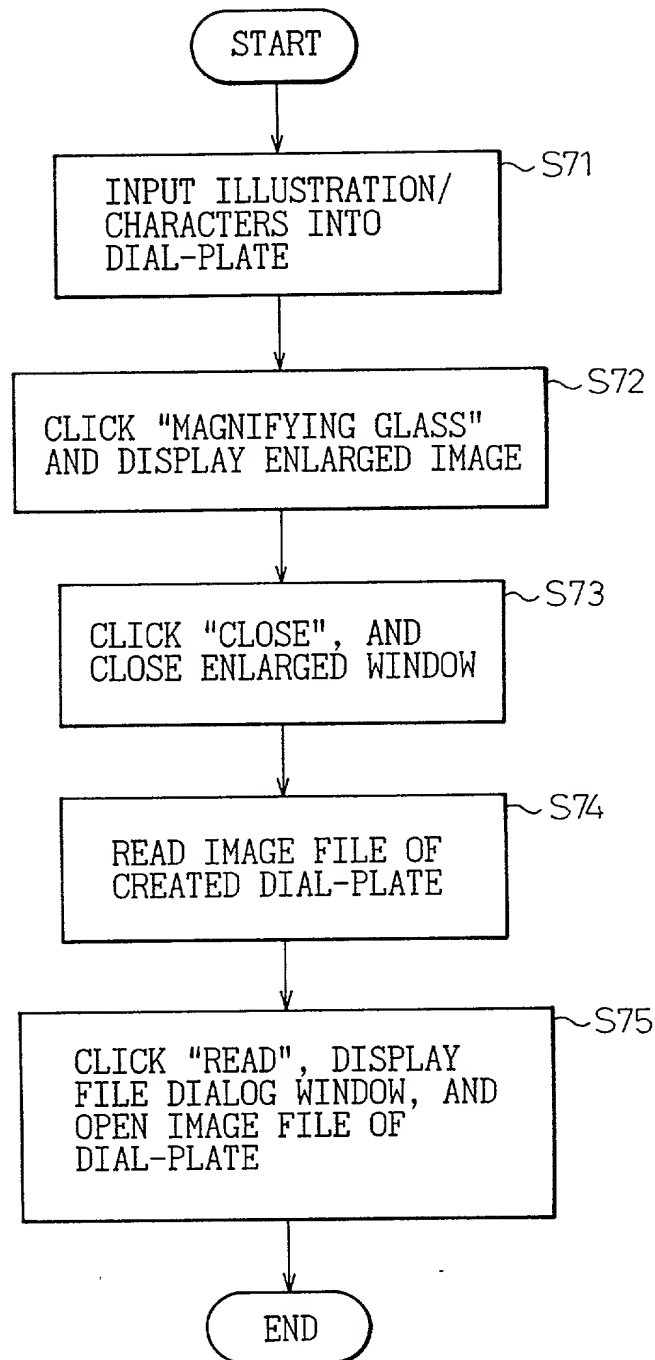 START
S71
INPUT ILLUSTRATION/
CHARACTERS INTO
DIAL-PLATE
S72
CLICK "MAGNIFYING GLASS"
AND DISPLAY ENLARGED IMAGE
S73
CLICK "CLOSE", AND
CLOSE ENLARGED WINDOW
S74
READ IMAGE FILE OF
CREATED DIAL-PLATE
S75
CLICK "READ", DISPLAY
FILE DIALOG WINDOW, AND
OPEN IMAGE FILE OF
DIAL-PLATE
END